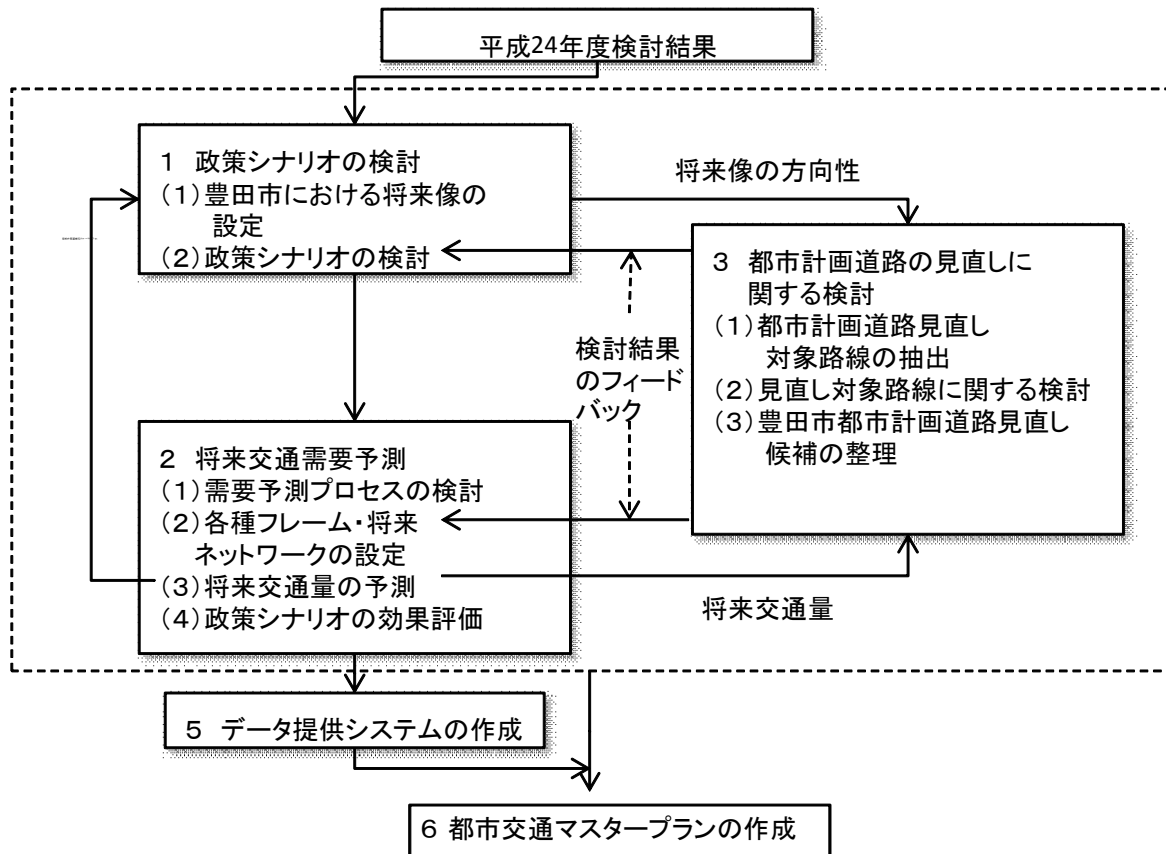 平成24年度検討結果
1 政策シナリオの検討
(1)豊田市における将来像の
設定
(2)政策シナリオの検討
将来像の方向性
3 都市計画道路の見直しに
関する検討
(1)都市計画道路見直し
対象路線の抽出
(2)見直し対象路線に関する検討
(3)豊田市都市計画道路見直し
候補の整理
検討結果
のフィード
バック
2 将来交通需要予測
(1)需要予測プロセスの検討
(2)各種フレーム・将来
ネットワークの設定
(3)将来交通量の予測
(4)政策シナリオの効果評価
将来交通量
5 データ提供システムの作成
6 都市交通マスタープランの作成